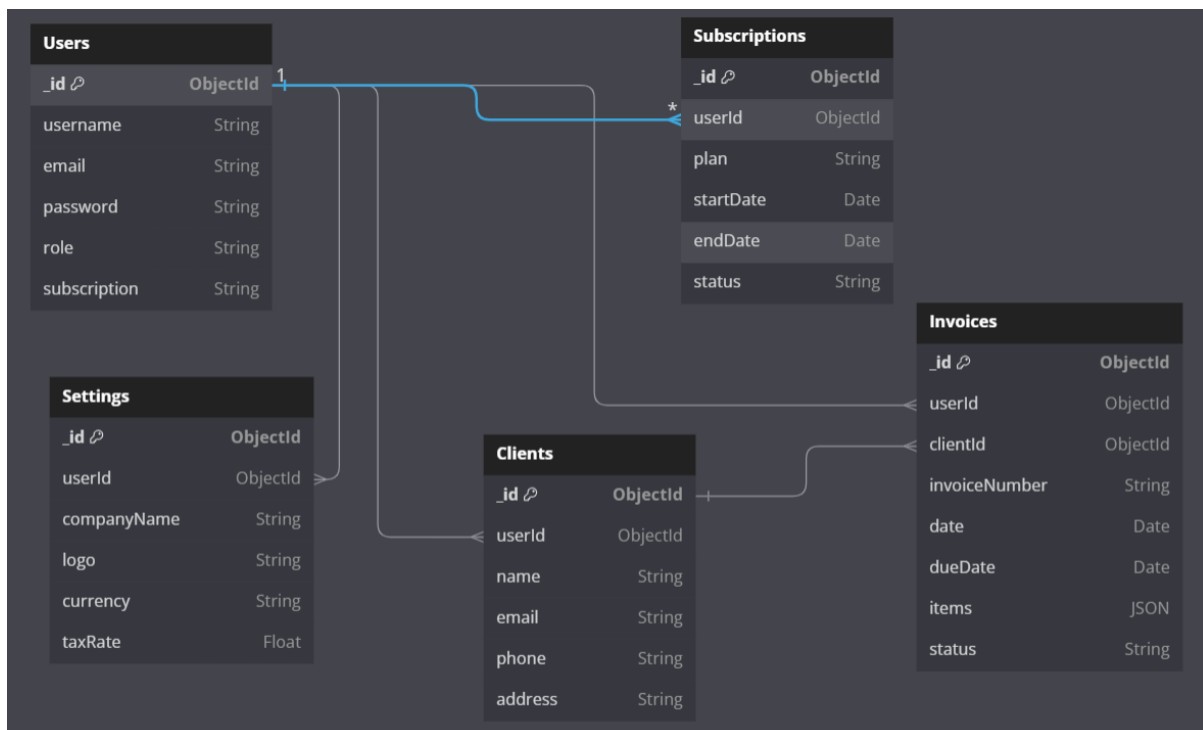 Users
_id ObjectId
username String
email String
password String
role String
subscription String
1
*
Subscriptions
_id ObjectId
userId ObjectId
plan String
startDate Date
endDate Date
status String
Settings
_id ObjectId
userId ObjectId
companyName String
logo String
currency String
taxRate Float
Clients
_id ObjectId
userId ObjectId
name String
email String
phone String
address String
Invoices
_id ObjectId
userId ObjectId
clientId ObjectId
invoiceNumber String
date Date
dueDate Date
items JSON
status String